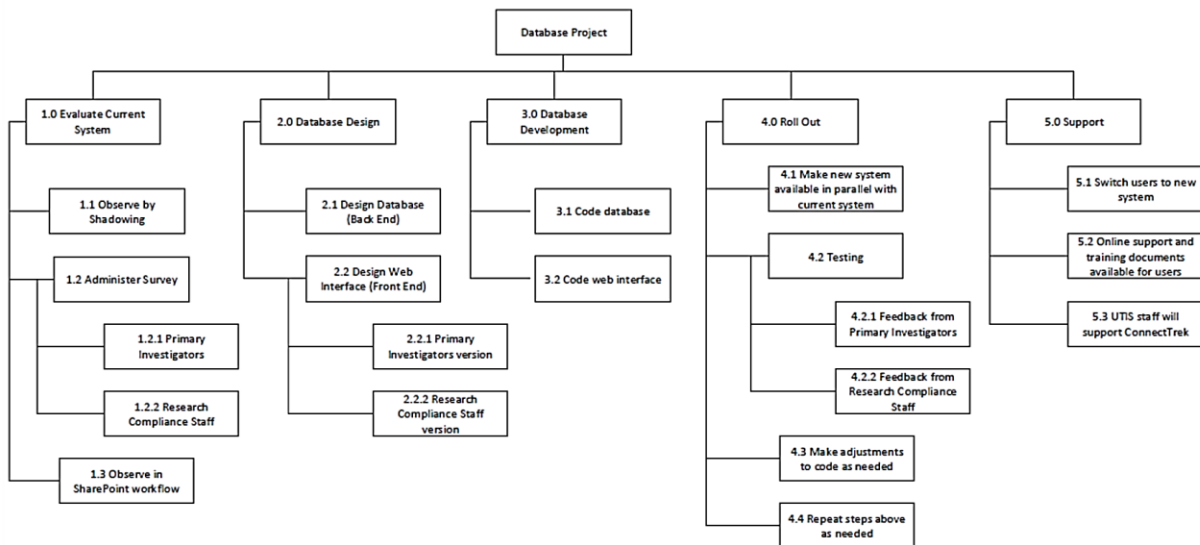 Database Project
1.0 Evaluate Current
System
1.1 Observe by
Shadowing
1.2 Administer Survey
1.2.1 Primary
Investigators
1.2.2 Research
Compliance Staff
1.3 Observe in
SharePoint workflow
2.0 Database Design
2.1 Design Database
(Back End)
2.2 Design Web
Interface (Front End)
2.2.1 Primary
Investigators version
2.2.2 Research
Compliance Staff
version
3.0 Database
Development
3.1 Code database
3.2 Code web interface
4.0 Roll Out
4.1 Make new system
available in parallel with
current system
4.2 Testing
4.2.1 Feedback from
Primary Investigators
4.2.2 Feedback from
Research Compliance
Staff
4.3 Make adjustments
to code as needed
4.4 Repeat steps above
as needed
5.0 Support
5.1 Switch users to new
system
5.2 Online support and
training documents
available for users
5.3 UTIS staff will
support ConnectTrek